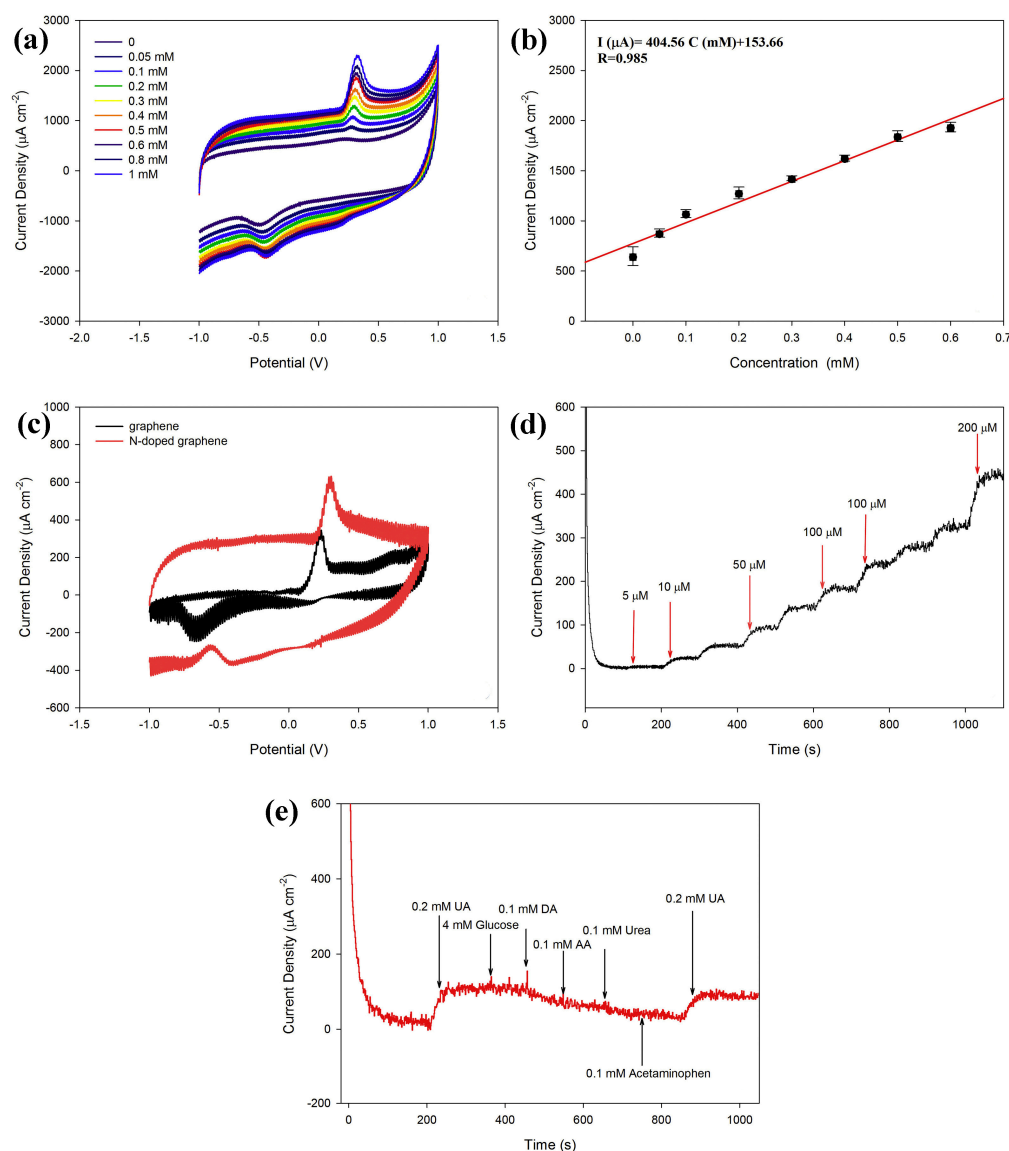 (a)
3000
2000
1000
0
-1000
-2000
-3000
Current Density (µA cm-2)
0
0.05 mM
0.1 mM
0.2 mM
0.3 mM
0.4 mM
0.5 mM
0.6 mM
0.8 mM
1 mM
-2.0 -1.5 -1.0 -0.5 0.0 0.5 1.0 1.5
Potential (V)
(b)
3000
2500
2000
1500
1000
500
0
Current Density (µA cm-2)
I (µA)= 404.56 C (mM)+153.66
R=0.985
0.0 0.1 0.2 0.3 0.4 0.5 0.6 0.7
Concentration (mM)
(c)
1000
800
600
400
200
0
-200
-400
-600
Current Density (µA cm-2)
graphene
N-doped graphene
-1.5 -1.0 -0.5 0.0 0.5 1.0 1.5
Potential (V)
(d)
600
500
400
300
200
100
0
Current Density (µA cm-2)
5 µM
10 µM
50 µM
100 µM
100 µM
200 µM
0 200 400 600 800 1000
Time (s)
(e)
600
400
200
0
-200
Current Density (µA cm-2)
0.2 mM UA
4 mM Glucose
0.1 mM DA
0.1 mM AA
0.1 mM Urea
0.1 mM Acetaminophen
0.2 mM UA
0 200 400 600 800 1000
Time (s)